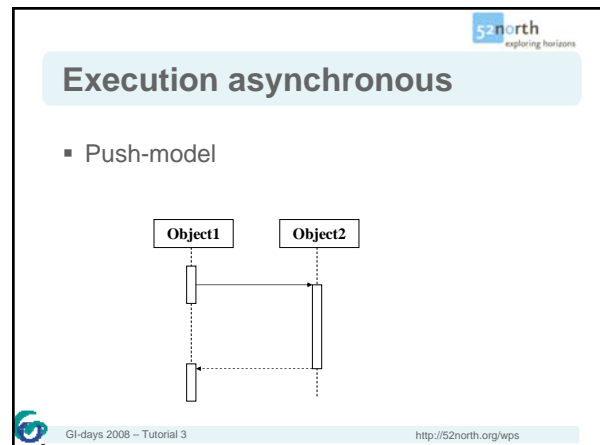 52north
exploring horizons
Execution asynchronous
▪ Push-model
Object1 Object2
GI-days 2008 – Tutorial 3 http://52north.org/wps